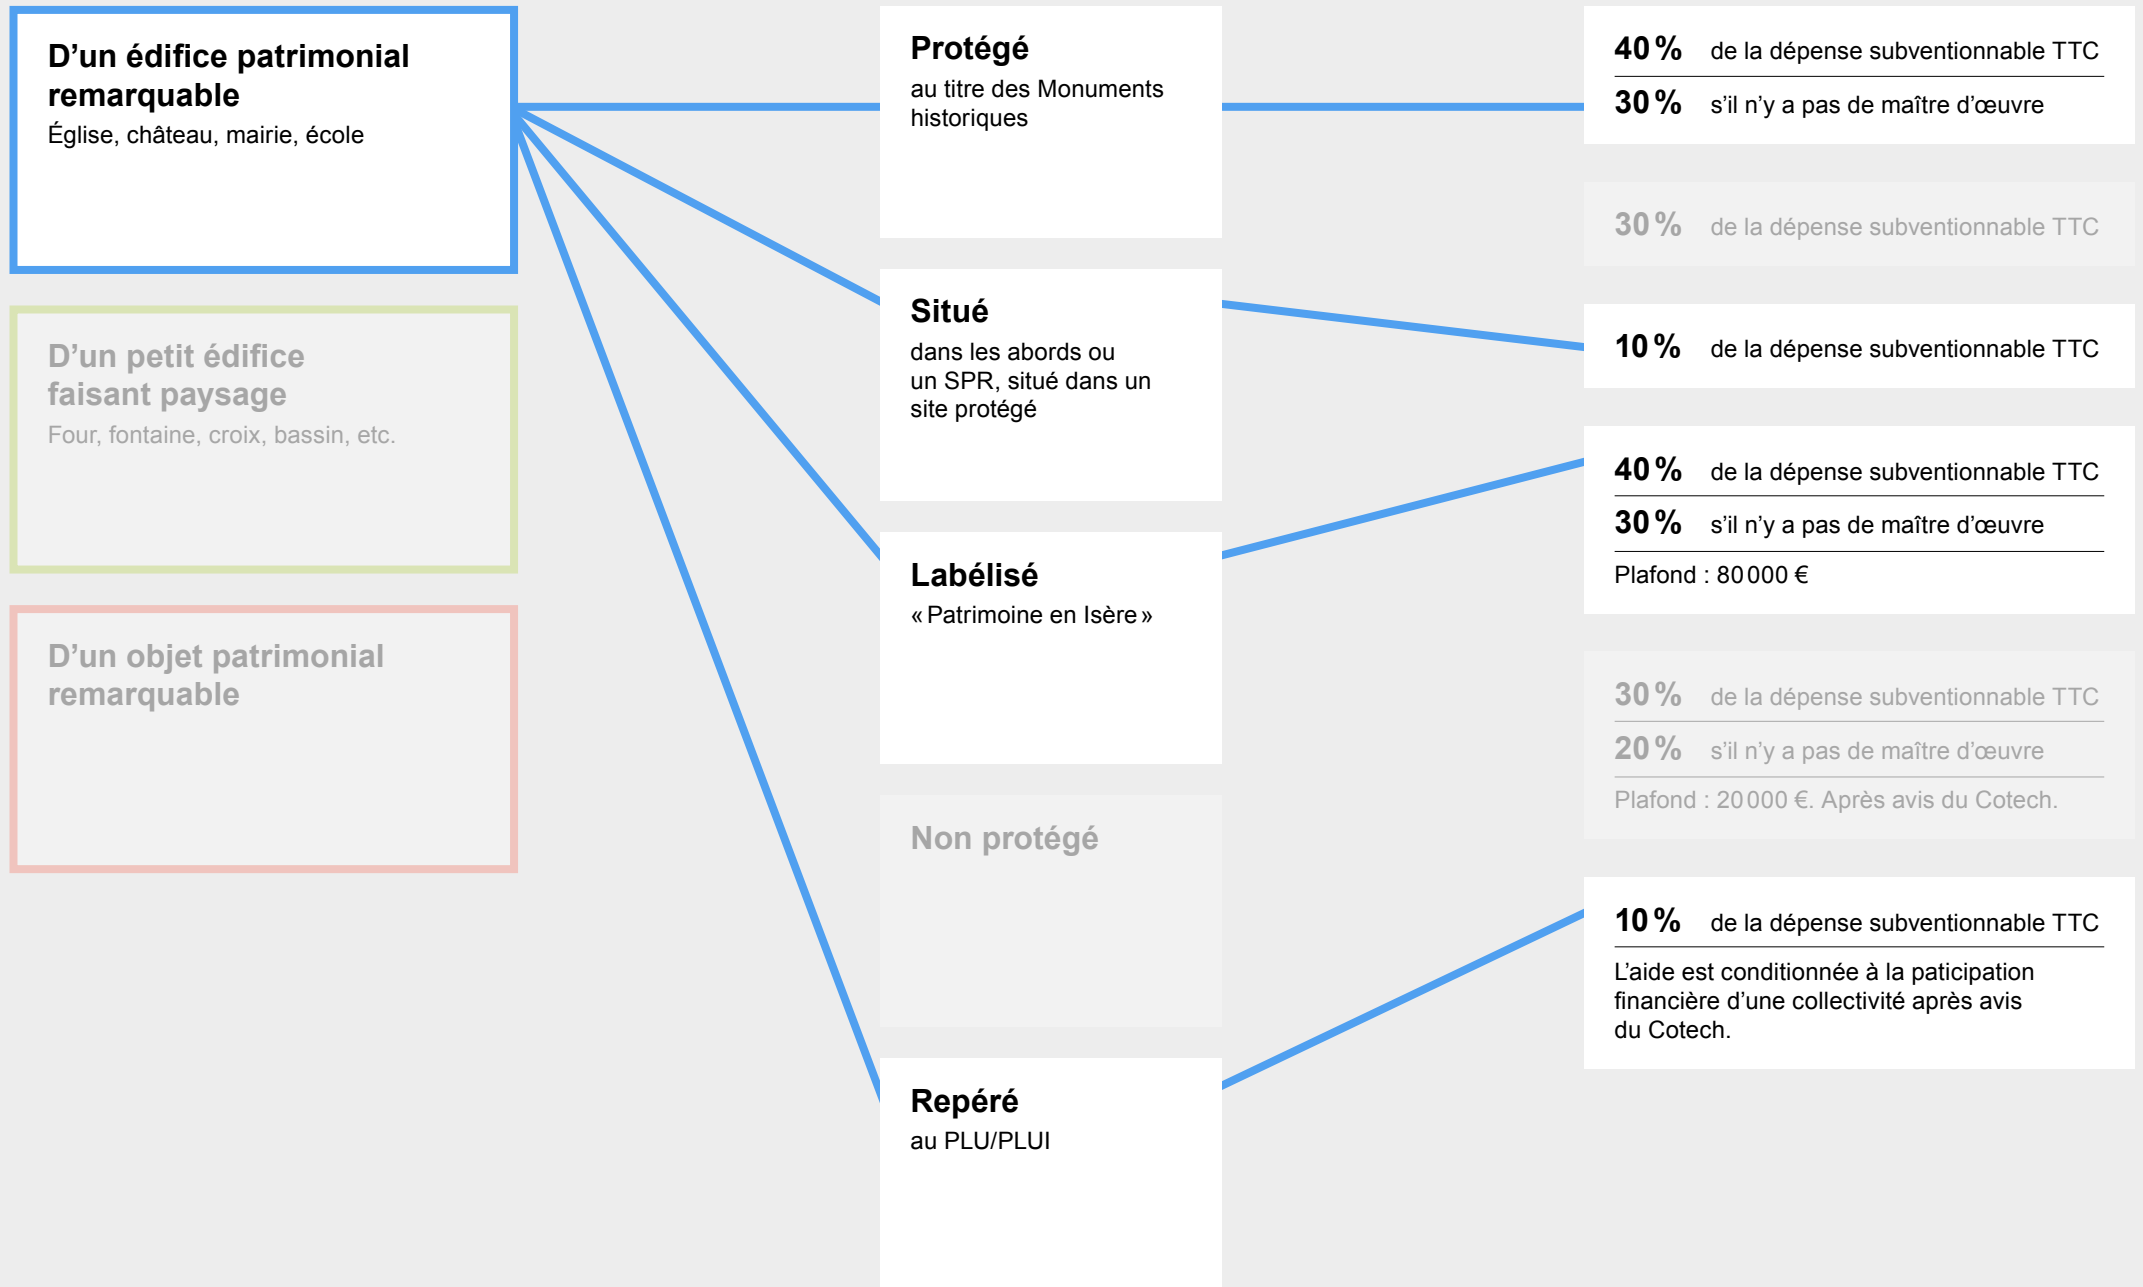 D’un édifice patrimonial
remarquable
Église, château, mairie, école
D’un petit édifice
faisant paysage
Four, fontaine, croix, bassin, etc.
D’un objet patrimonial
remarquable
Protégé
au titre des Monuments
historiques
Situé
dans les abords ou
un SPR, situé dans un
site protégé
Labélisé
« Patrimoine en Isère »
Non protégé
Repéré
au PLU/PLUI
40 % de la dépense subventionnable TTC
30 % s’il n’y a pas de maître d’œuvre
30 % de la dépense subventionnable TTC
10 % de la dépense subventionnable TTC
40 % de la dépense subventionnable TTC
30 % s’il n’y a pas de maître d’œuvre
Plafond : 80 000 €
30 % de la dépense subventionnable TTC
20 % s’il n’y a pas de maître d’œuvre
Plafond : 20 000 €. Après avis du Cotech.
10 % de la dépense subventionnable TTC
L’aide est conditionnée à la paticipation
financière d’une collectivité après avis
du Cotech.